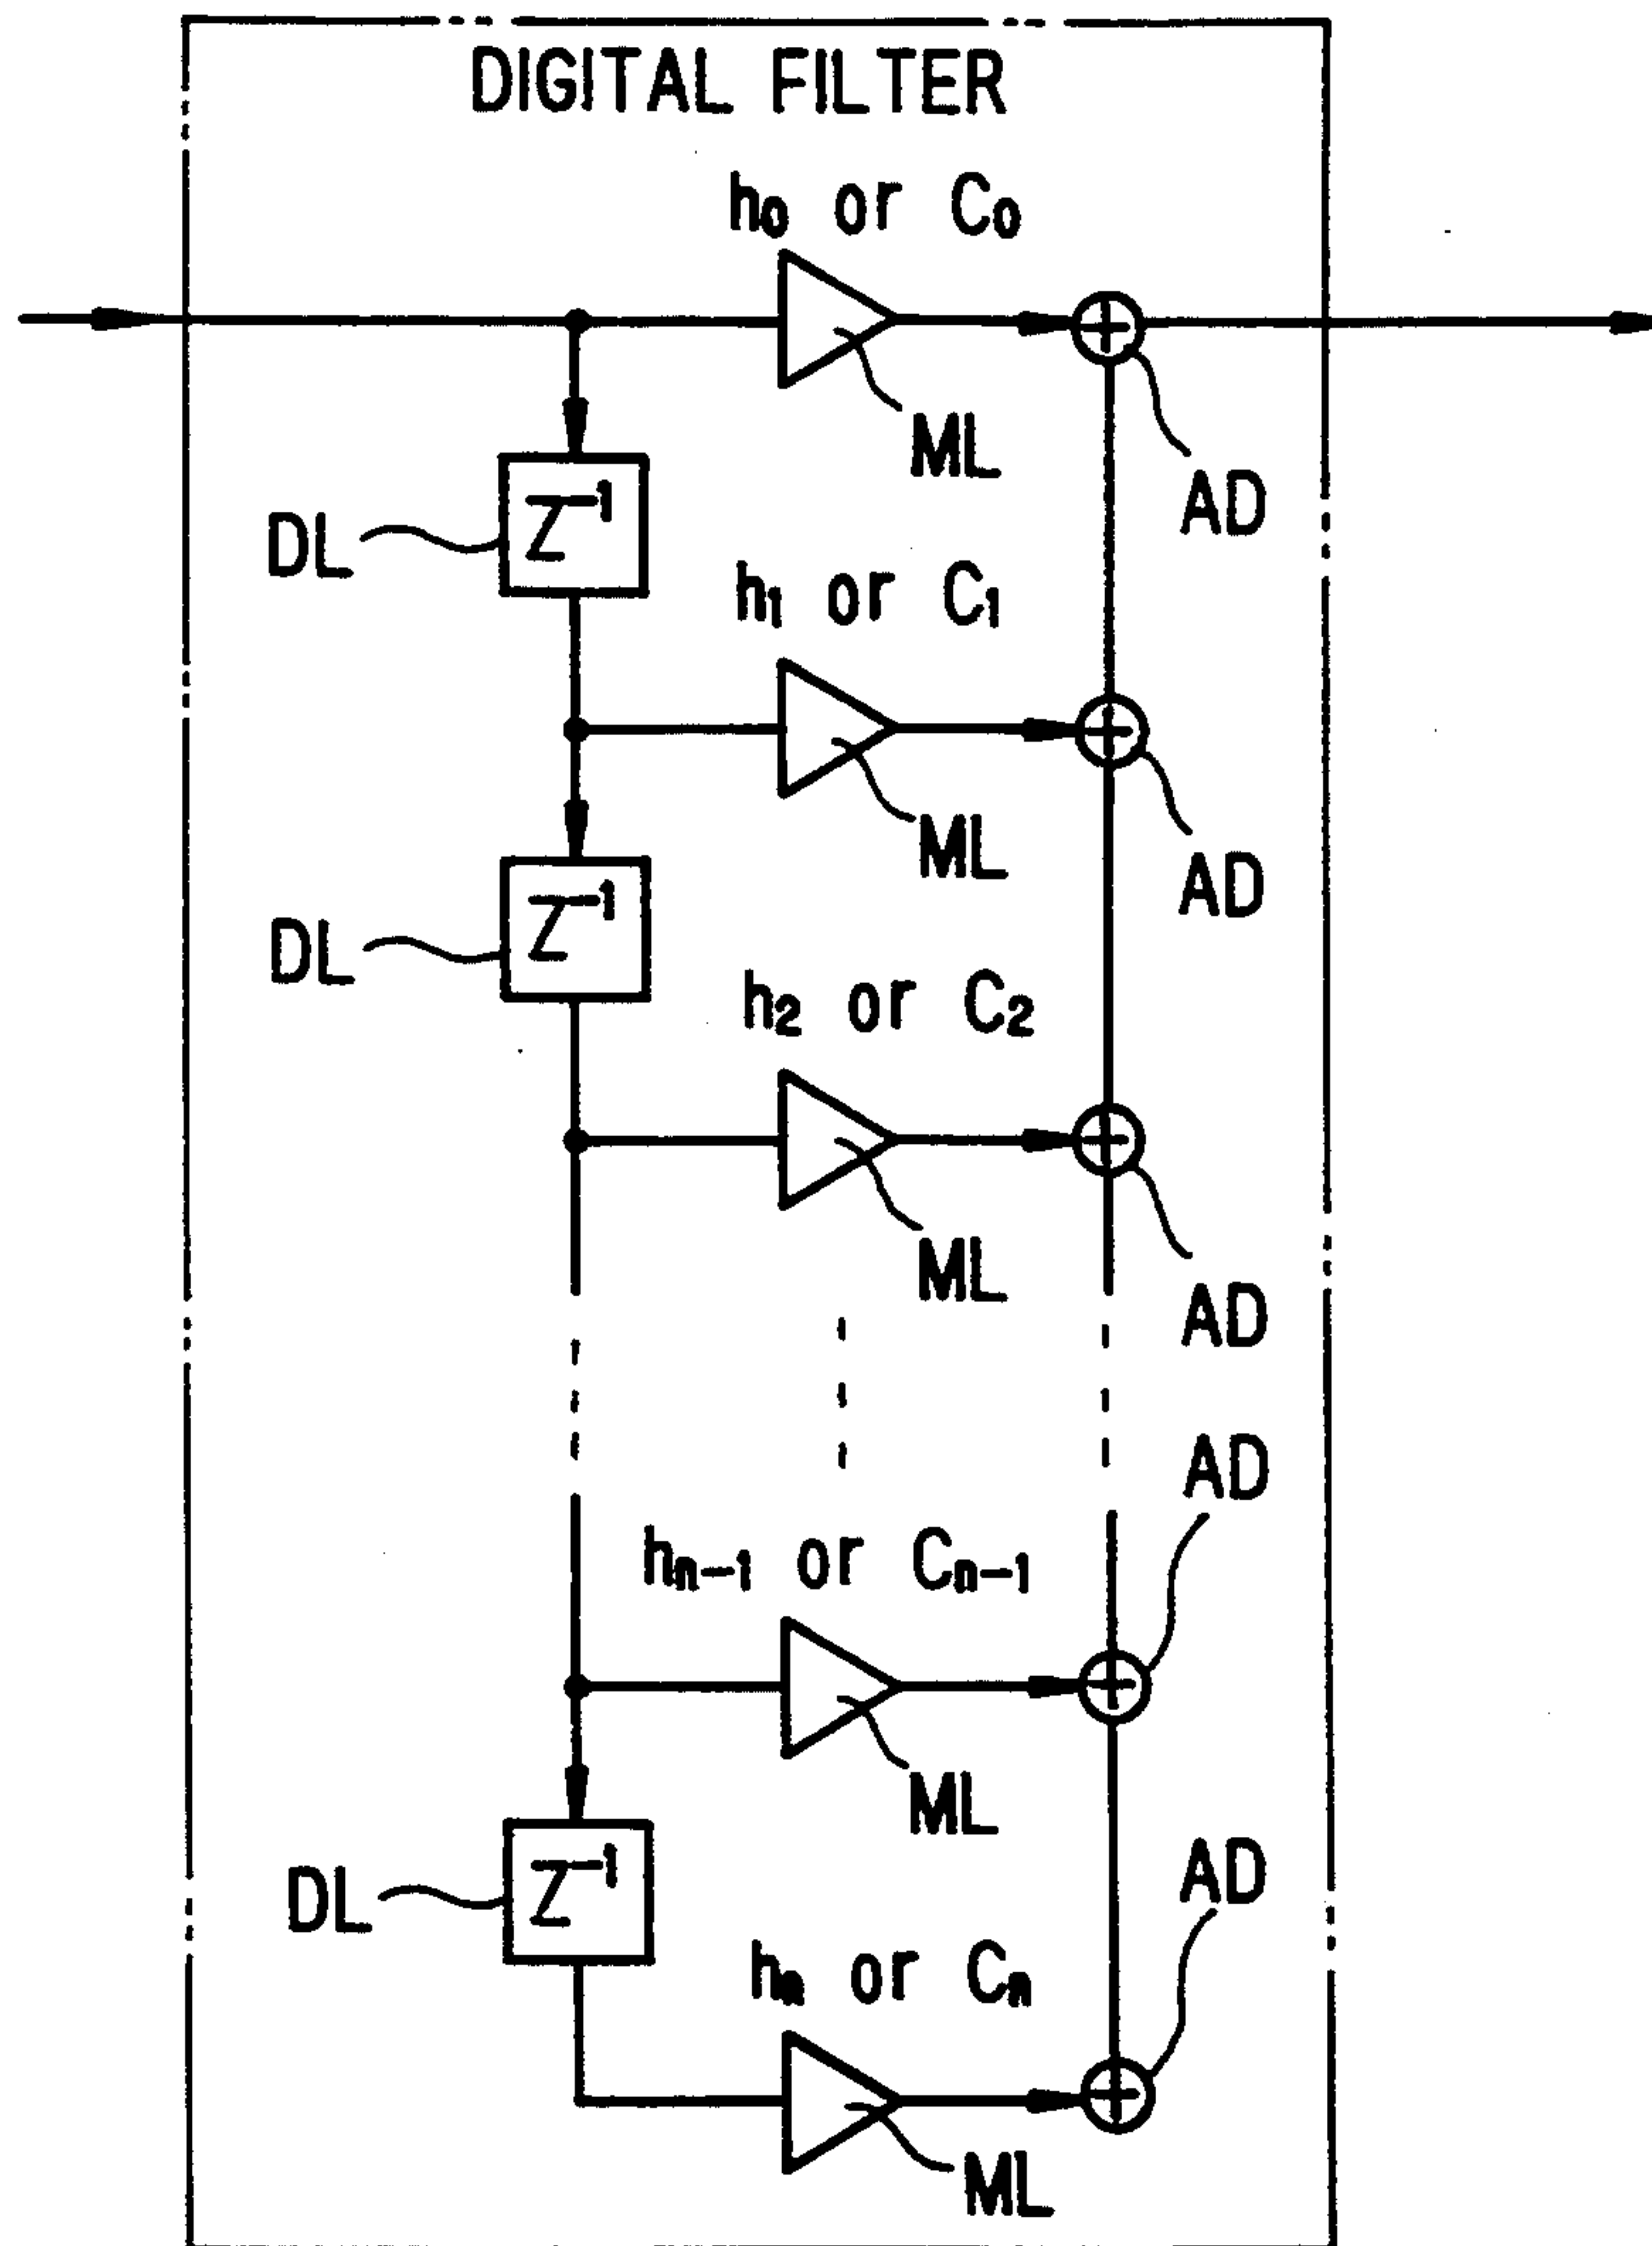 DIGITAL FILTER
h₀ or C₀
ML
AD
Z⁻¹
DL
h₁ or C₁
ML
AD
Z⁻¹
DL
h₂ or C₂
ML
AD
AD
hₙ₋₁ or Cₙ₋₁
ML
Z⁻¹
DL
AD
hₙ or Cₙ
ML